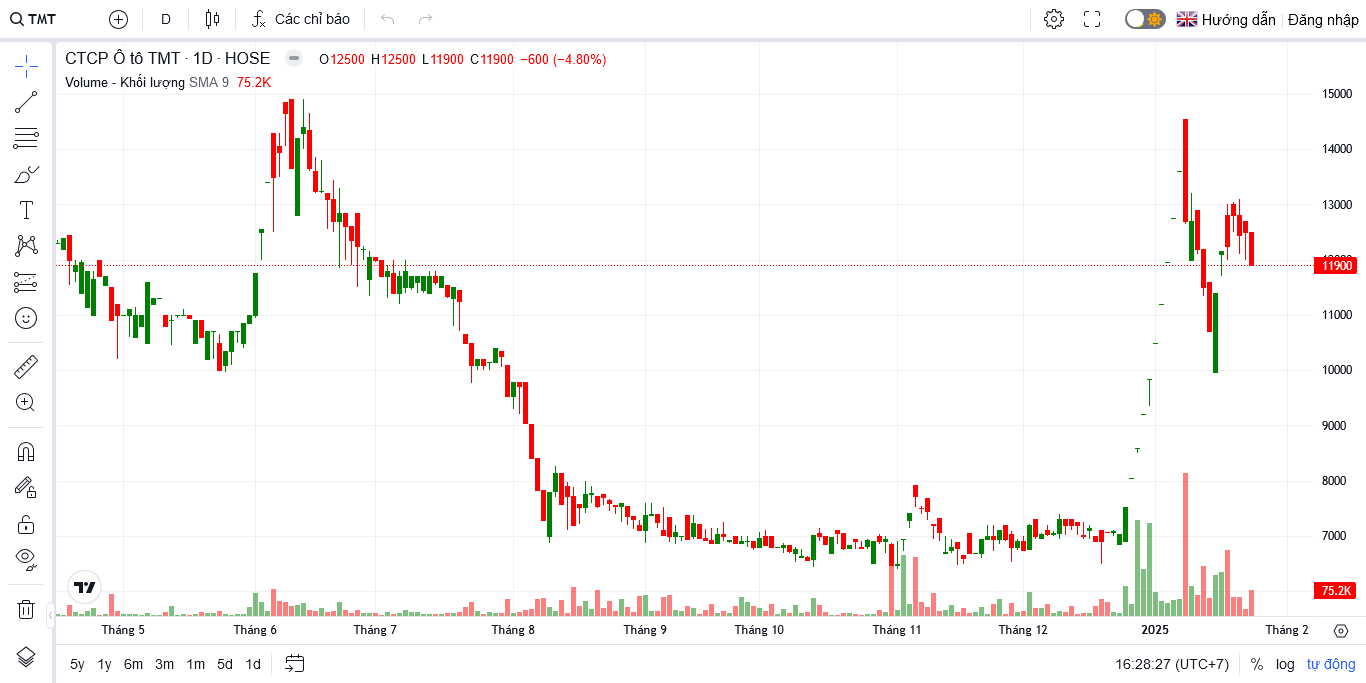 TMT D Các chỉ báo Hướng dẫn Đăng nhập
CTCP Ô tô TMT · 1D · HOSE O12500 H12500 L11900 C11900 −600 (−4.80%)
Volume - Khối lượng SMA 9 75.2K
15000
14000
13000
11900
11000
10000
9000
8000
7000
75.2K
Tháng 5 Tháng 6 Tháng 7 Tháng 8 Tháng 9 Tháng 10 Tháng 11 Tháng 12 2025 Tháng 2
5y 1y 6m 3m 1m 5d 1d 16:28:27 (UTC+7) % log tự động